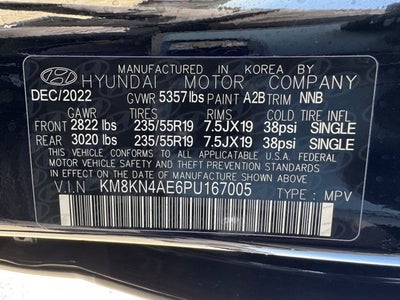 MANUFACTURED IN KOREA BY
HYUNDAI MOTOR COMPANY
DEC/2022 GVWR 5357 lbs PAINT A2B TRIM NNB
GAWR TIRES RIMS COLD TIRE INFL
FRONT 2822 lbs 235/55R19 7.5JX19 38psi SINGLE
REAR 3020 lbs 235/55R19 7.5JX19 38psi SINGLE
THIS VEHICLE CONFORMS TO ALL APPLICABLE U.S. FEDERAL
MOTOR VEHICLE SAFETY AND THEFT PREVENTION STANDARDS
IN EFFECT ON THE DATE OF MANUFACTURE SHOWN ABOVE.
V.I.N KM8KN4AE6PU167005 TYPE : MPV